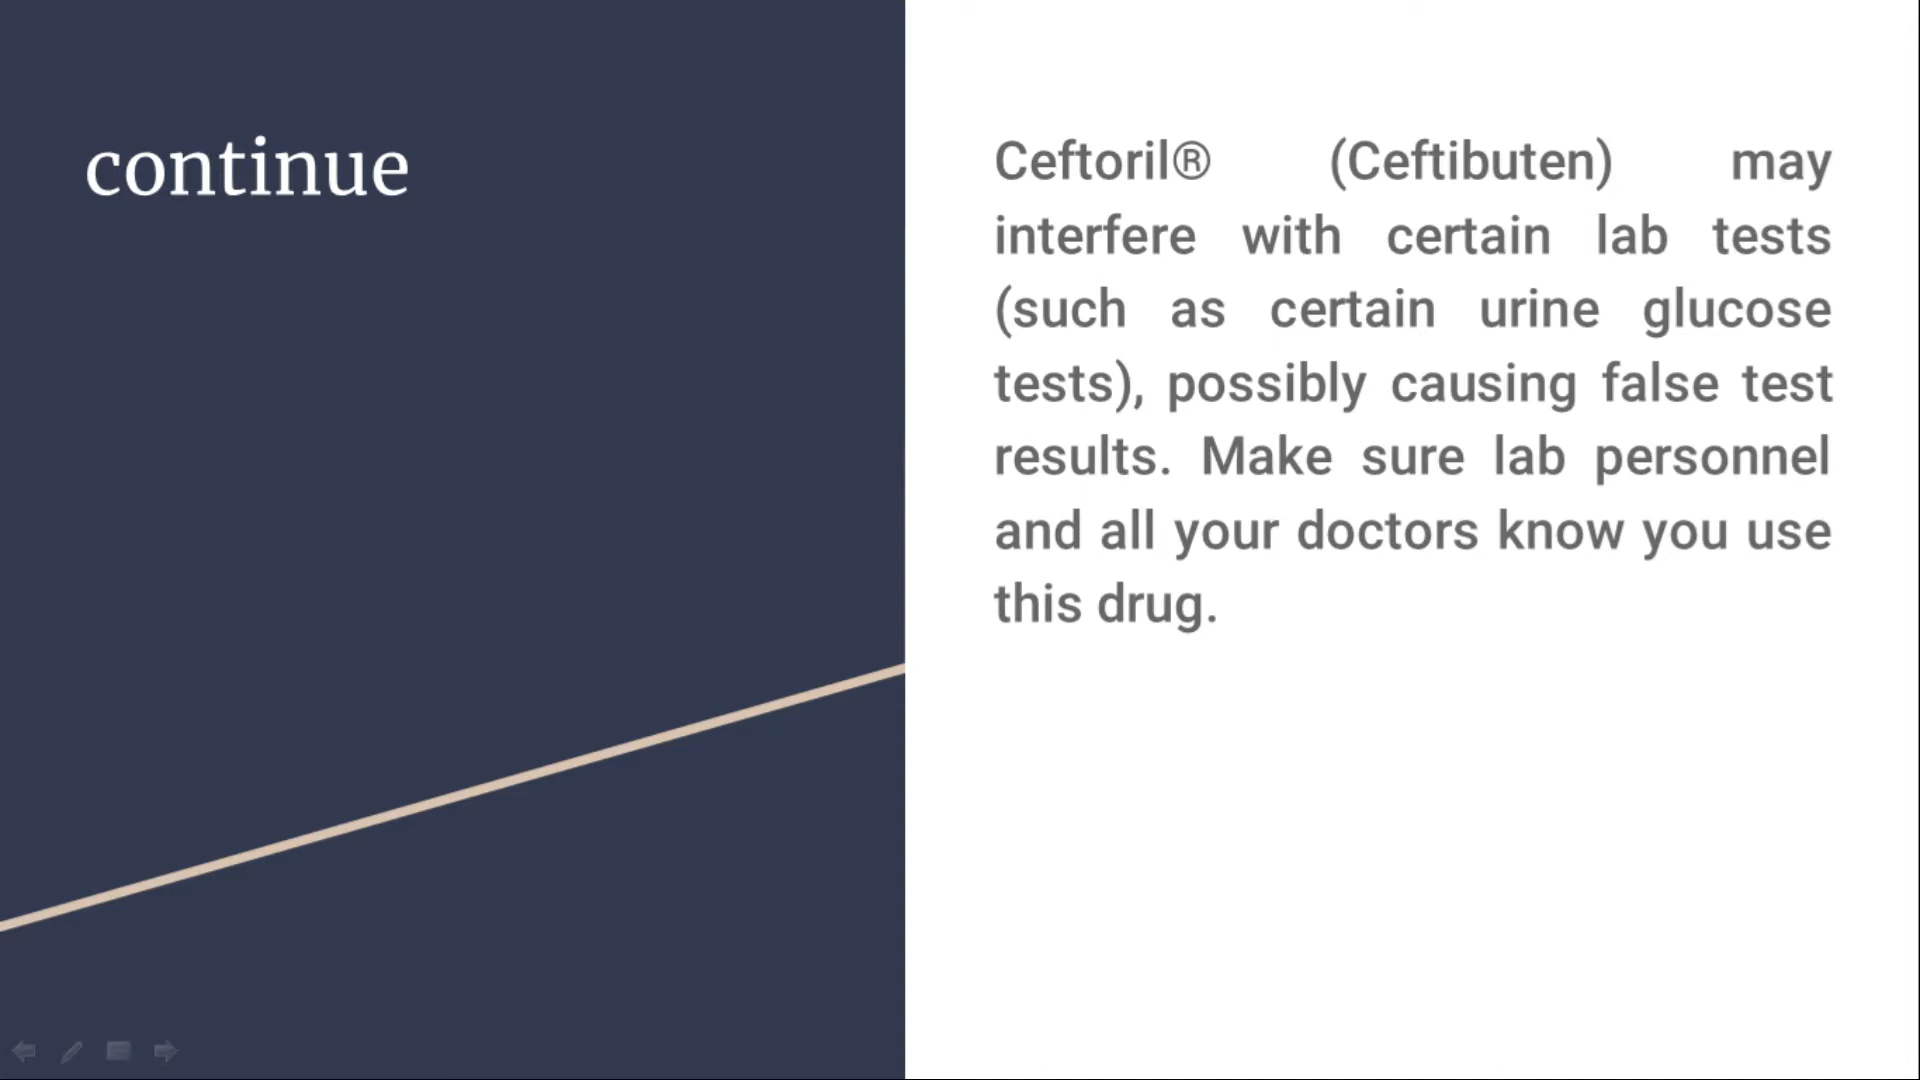 continue
Ceftoril® (Ceftibuten) may
interfere with certain lab tests
(such as certain urine glucose
tests), possibly causing false test
results. Make sure lab personnel
and all your doctors know you use
this drug.